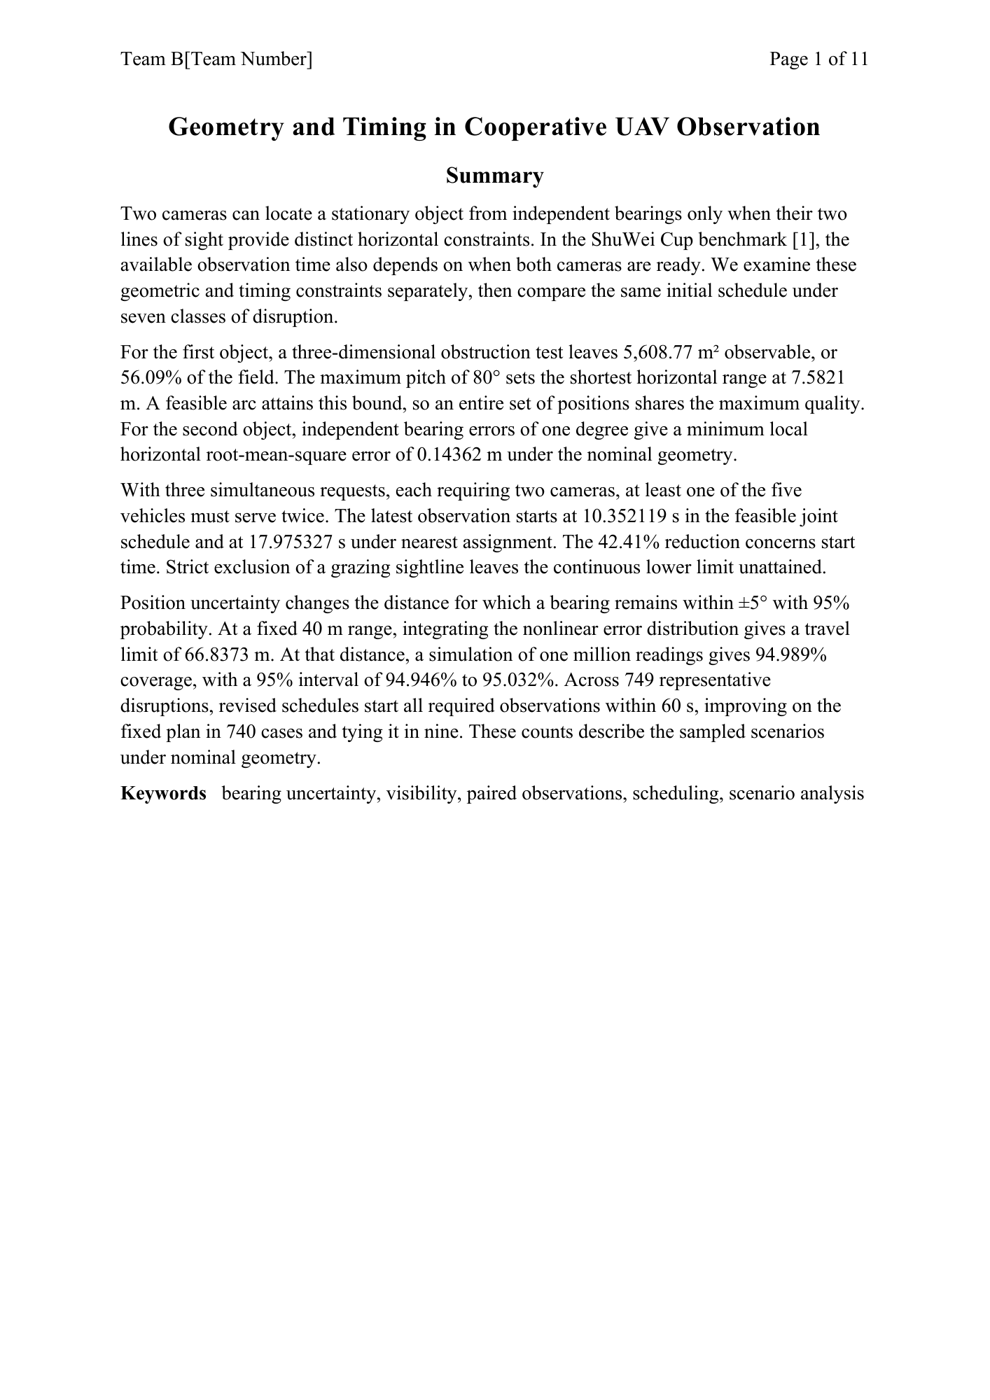 Team B[Team Number]
Page 1 of 11
Geometry and Timing in Cooperative UAV Observation
Summary
Two cameras can locate a stationary object from independent bearings only when their two
lines of sight provide distinct horizontal constraints. In the ShuWei Cup benchmark [1], the
available observation time also depends on when both cameras are ready. We examine these
geometric and timing constraints separately, then compare the same initial schedule under
seven classes of disruption.
For the first object, a three-dimensional obstruction test leaves 5,608.77 m² observable, or
56.09% of the field. The maximum pitch of 80° sets the shortest horizontal range at 7.5821
m. A feasible arc attains this bound, so an entire set of positions shares the maximum quality.
For the second object, independent bearing errors of one degree give a minimum local
horizontal root-mean-square error of 0.14362 m under the nominal geometry.
With three simultaneous requests, each requiring two cameras, at least one of the five
vehicles must serve twice. The latest observation starts at 10.352119 s in the feasible joint
schedule and at 17.975327 s under nearest assignment. The 42.41% reduction concerns start
time. Strict exclusion of a grazing sightline leaves the continuous lower limit unattained.
Position uncertainty changes the distance for which a bearing remains within ±5° with 95%
probability. At a fixed 40 m range, integrating the nonlinear error distribution gives a travel
limit of 66.8373 m. At that distance, a simulation of one million readings gives 94.989%
coverage, with a 95% interval of 94.946% to 95.032%. Across 749 representative
disruptions, revised schedules start all required observations within 60 s, improving on the
fixed plan in 740 cases and tying it in nine. These counts describe the sampled scenarios
under nominal geometry.
Keywords bearing uncertainty, visibility, paired observations, scheduling, scenario analysis